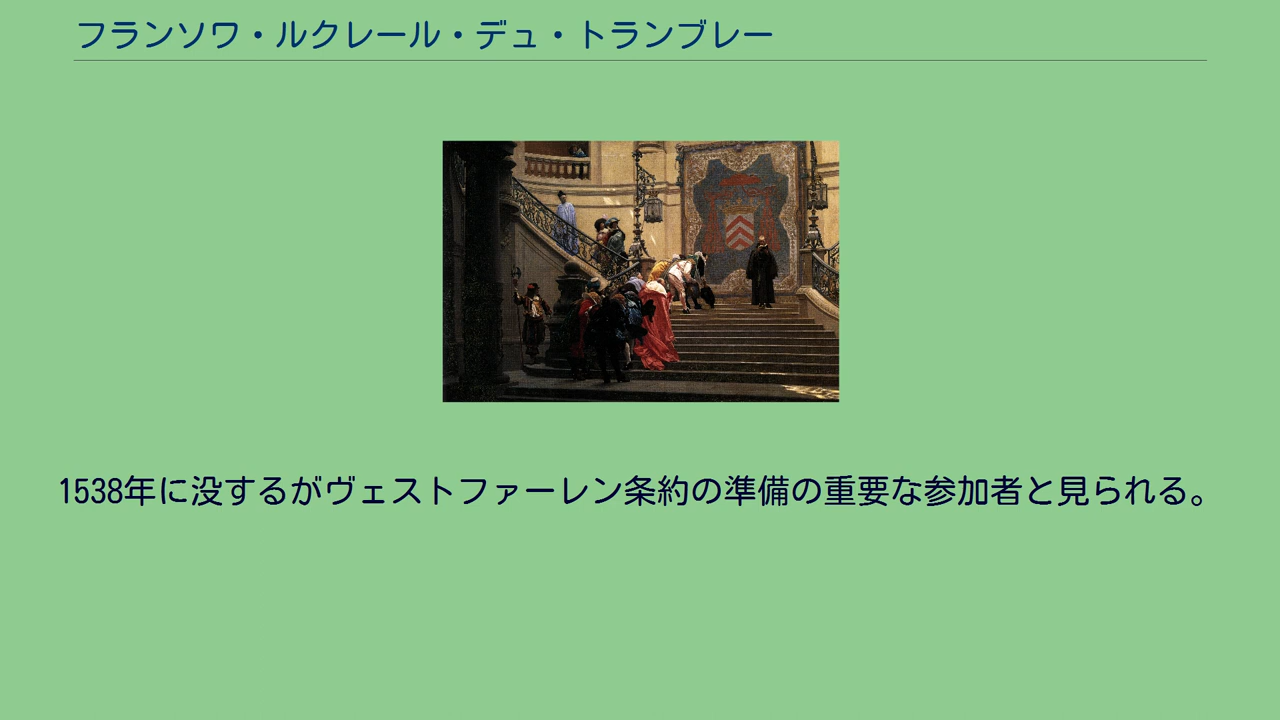 フランソワ・ルクレール・デュ・トランブレー
1538年に没するがヴェストファーレン条約の準備の重要な参加者と見られる。